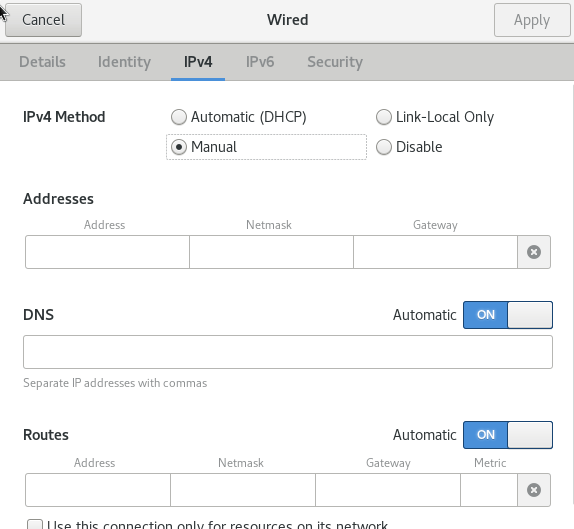 Cancel Wired Apply
Details Identity IPv4 IPv6 Security
IPv4 Method Automatic (DHCP) Link-Local Only
Manual Disable
Addresses
Address Netmask Gateway
DNS Automatic ON
Separate IP addresses with commas
Routes Automatic ON
Address Netmask Gateway Metric
Use this connection only for resources on its network